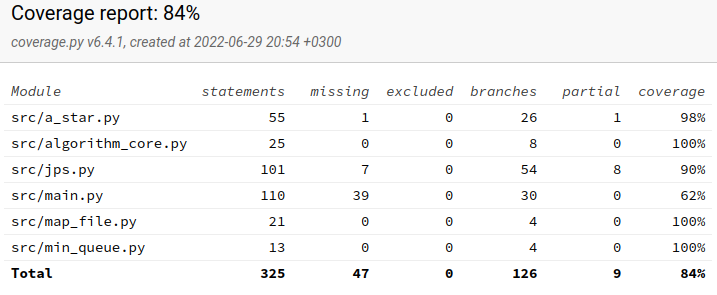 Coverage report: 84%
coverage.py v6.4.1, created at 2022-06-29 20:54 +0300
Module statements missing excluded branches partial coverage
src/a_star.py 55 1 0 26 1 98%
src/algorithm_core.py 25 0 0 8 0 100%
src/jps.py 101 7 0 54 8 90%
src/main.py 110 39 0 30 0 62%
src/map_file.py 21 0 0 4 0 100%
src/min_queue.py 13 0 0 4 0 100%
Total 325 47 0 126 9 84%